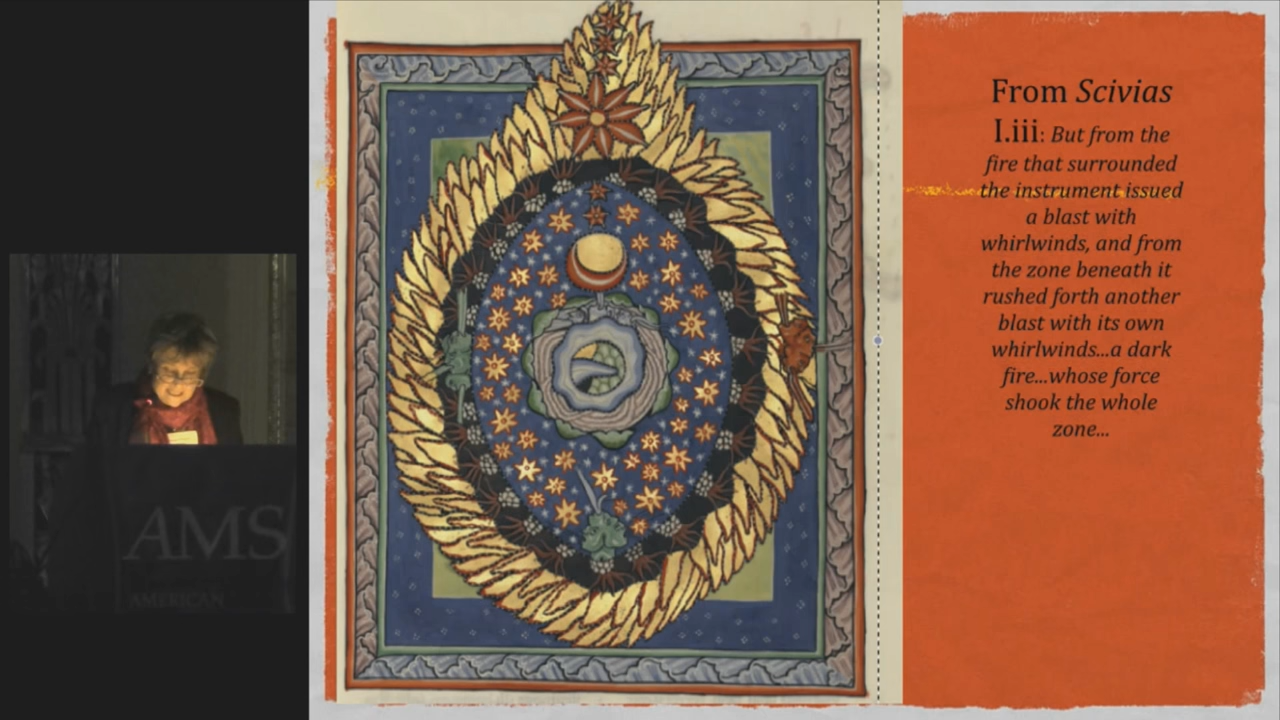 From Scivias
I.iii: But from the
fire that surrounded
the instrument issued
a blast with
whirlwinds, and from
the zone beneath it
rushed forth another
blast with its own
whirlwinds...a dark
fire...whose force
shook the whole
zone...
AMS
AMERICAN